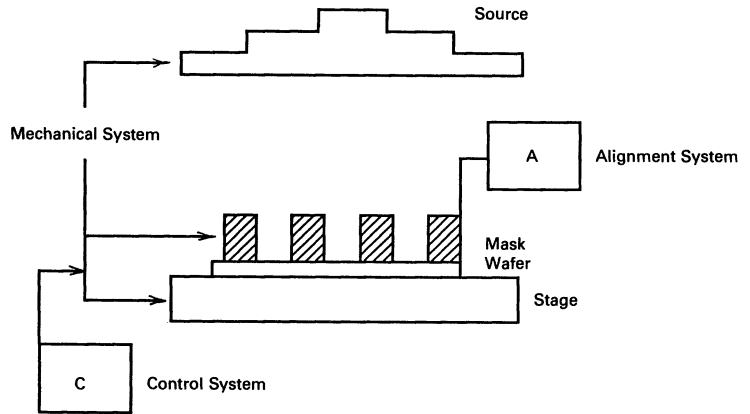 Source
Mechanical System
A
Alignment System
Mask
Wafer
Stage
C
Control System